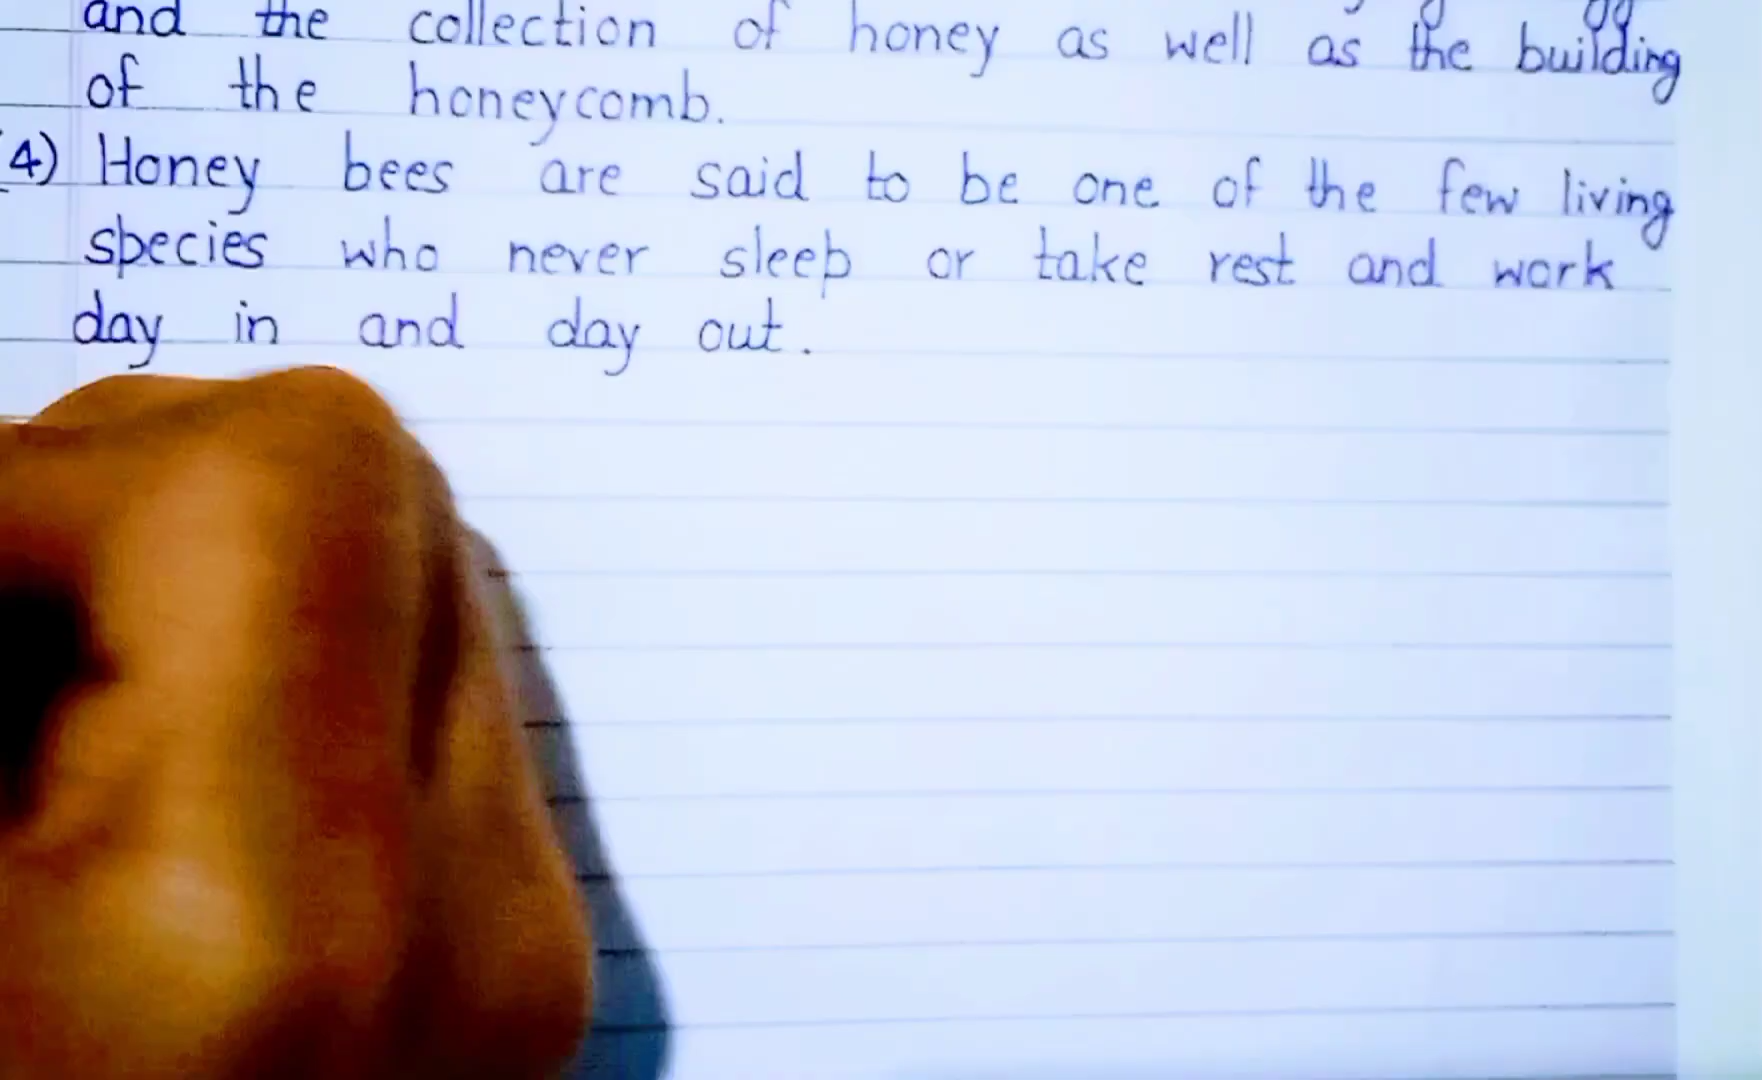 and the collection of honey as well as the building
of the honeycomb.
(4) Honey bees are said to be one of the few living
species who never sleep or take rest and work
day in and day out.